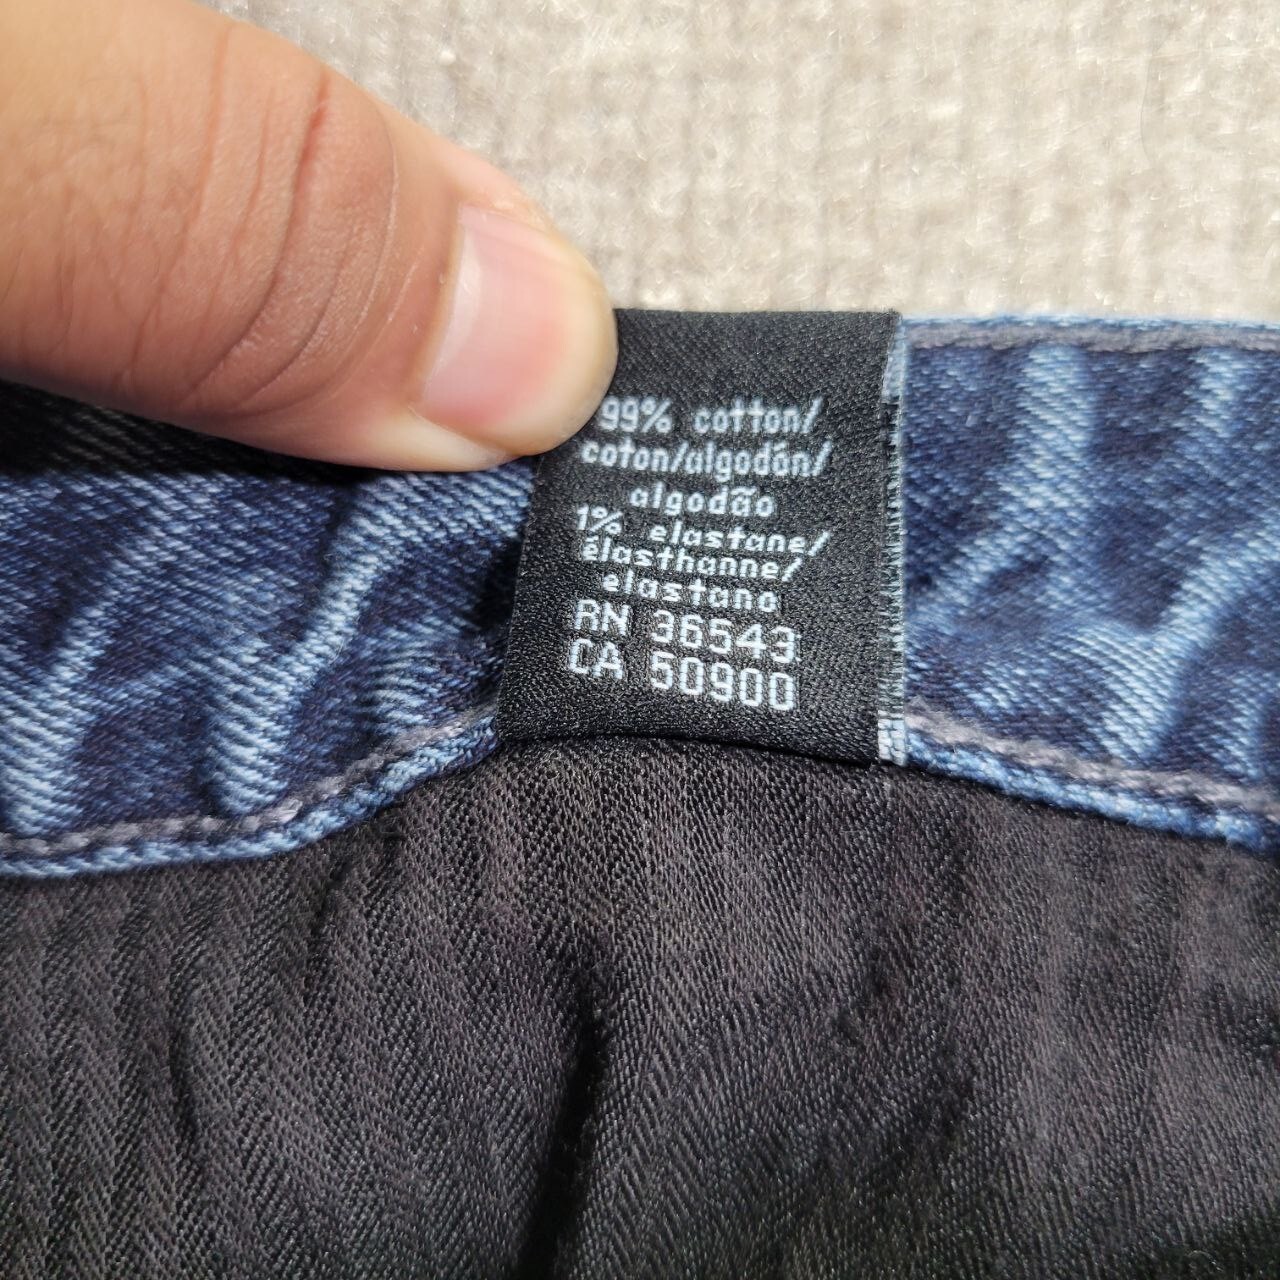 99% cotton/
coton/algodón/
algodão
1% elastane/
élasthanne/
elastano
RN 36543
CA 50900